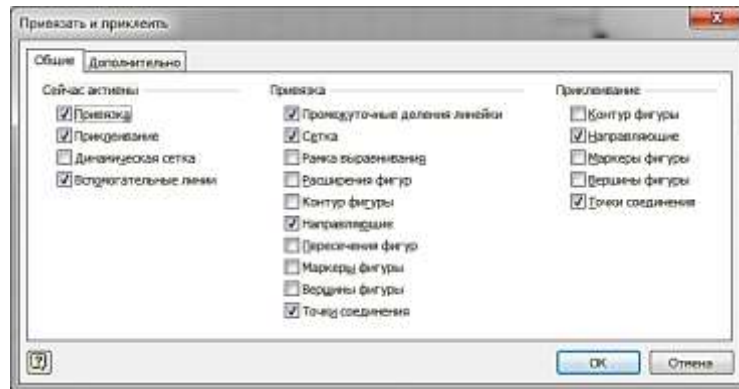 Привязать и приклеить
Общие
Дополнительно
Сейчас активны
Привязка
Приклеивание
Динамическая сетка
Вспомогательные линии
Привязка
Промежуточные деления линейки
Сетка
Рамка выравнивания
Расширения фигур
Контур фигуры
Направляющие
Пересечения фигур
Маркеры фигуры
Вершины фигуры
Точки соединения
Приклеивание
Контур фигуры
Направляющие
Маркеры фигуры
Вершины фигуры
Точки соединения
?
OK
Отмена